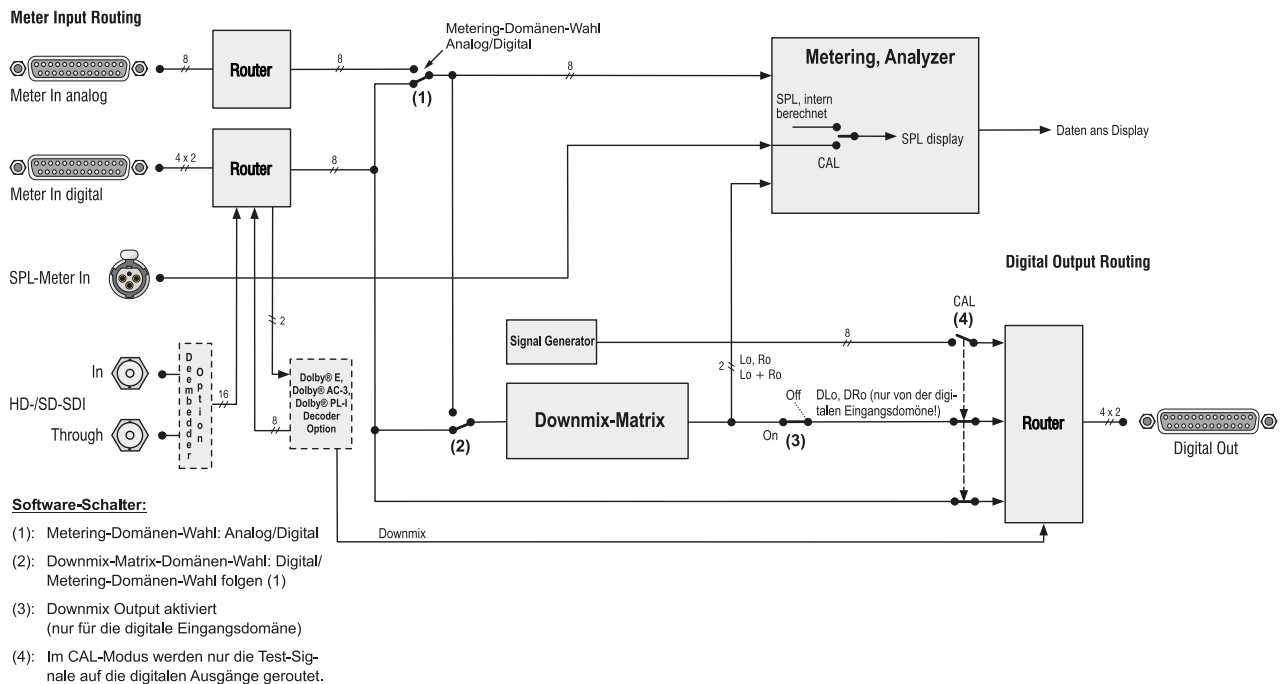 Meter Input Routing
Meter In analog
8
Router
8
Metering-Domänen-Wahl
Analog/Digital
(1)
8
Metering, Analyzer
SPL, intern
berechnet
SPL display
CAL
Daten ans Display
Meter In digital
4 x 2
Router
8
SPL-Meter In
2
In
HD-/SD-SDI
Through
Deembedder
Option
16
8
Dolby® E,
Dolby® AC-3,
Dolby® PL-I
Decoder
Option
Signal Generator
8
2
Lo, Ro
Lo + Ro
(2)
Downmix-Matrix
Off
On
(3)
DLo, DRo (nur von der digi-
talen Eingangsdomöne!)
Digital Output Routing
CAL
(4)
Router
4 x 2
Digital Out
Downmix
Software-Schalter:
(1): Metering-Domänen-Wahl: Analog/Digital
(2): Downmix-Matrix-Domänen-Wahl: Digital/
Metering-Domänen-Wahl folgen (1)
(3): Downmix Output aktiviert
(nur für die digitale Eingangsdomäne)
(4): Im CAL-Modus werden nur die Test-Sig-
nale auf die digitalen Ausgänge geroutet.